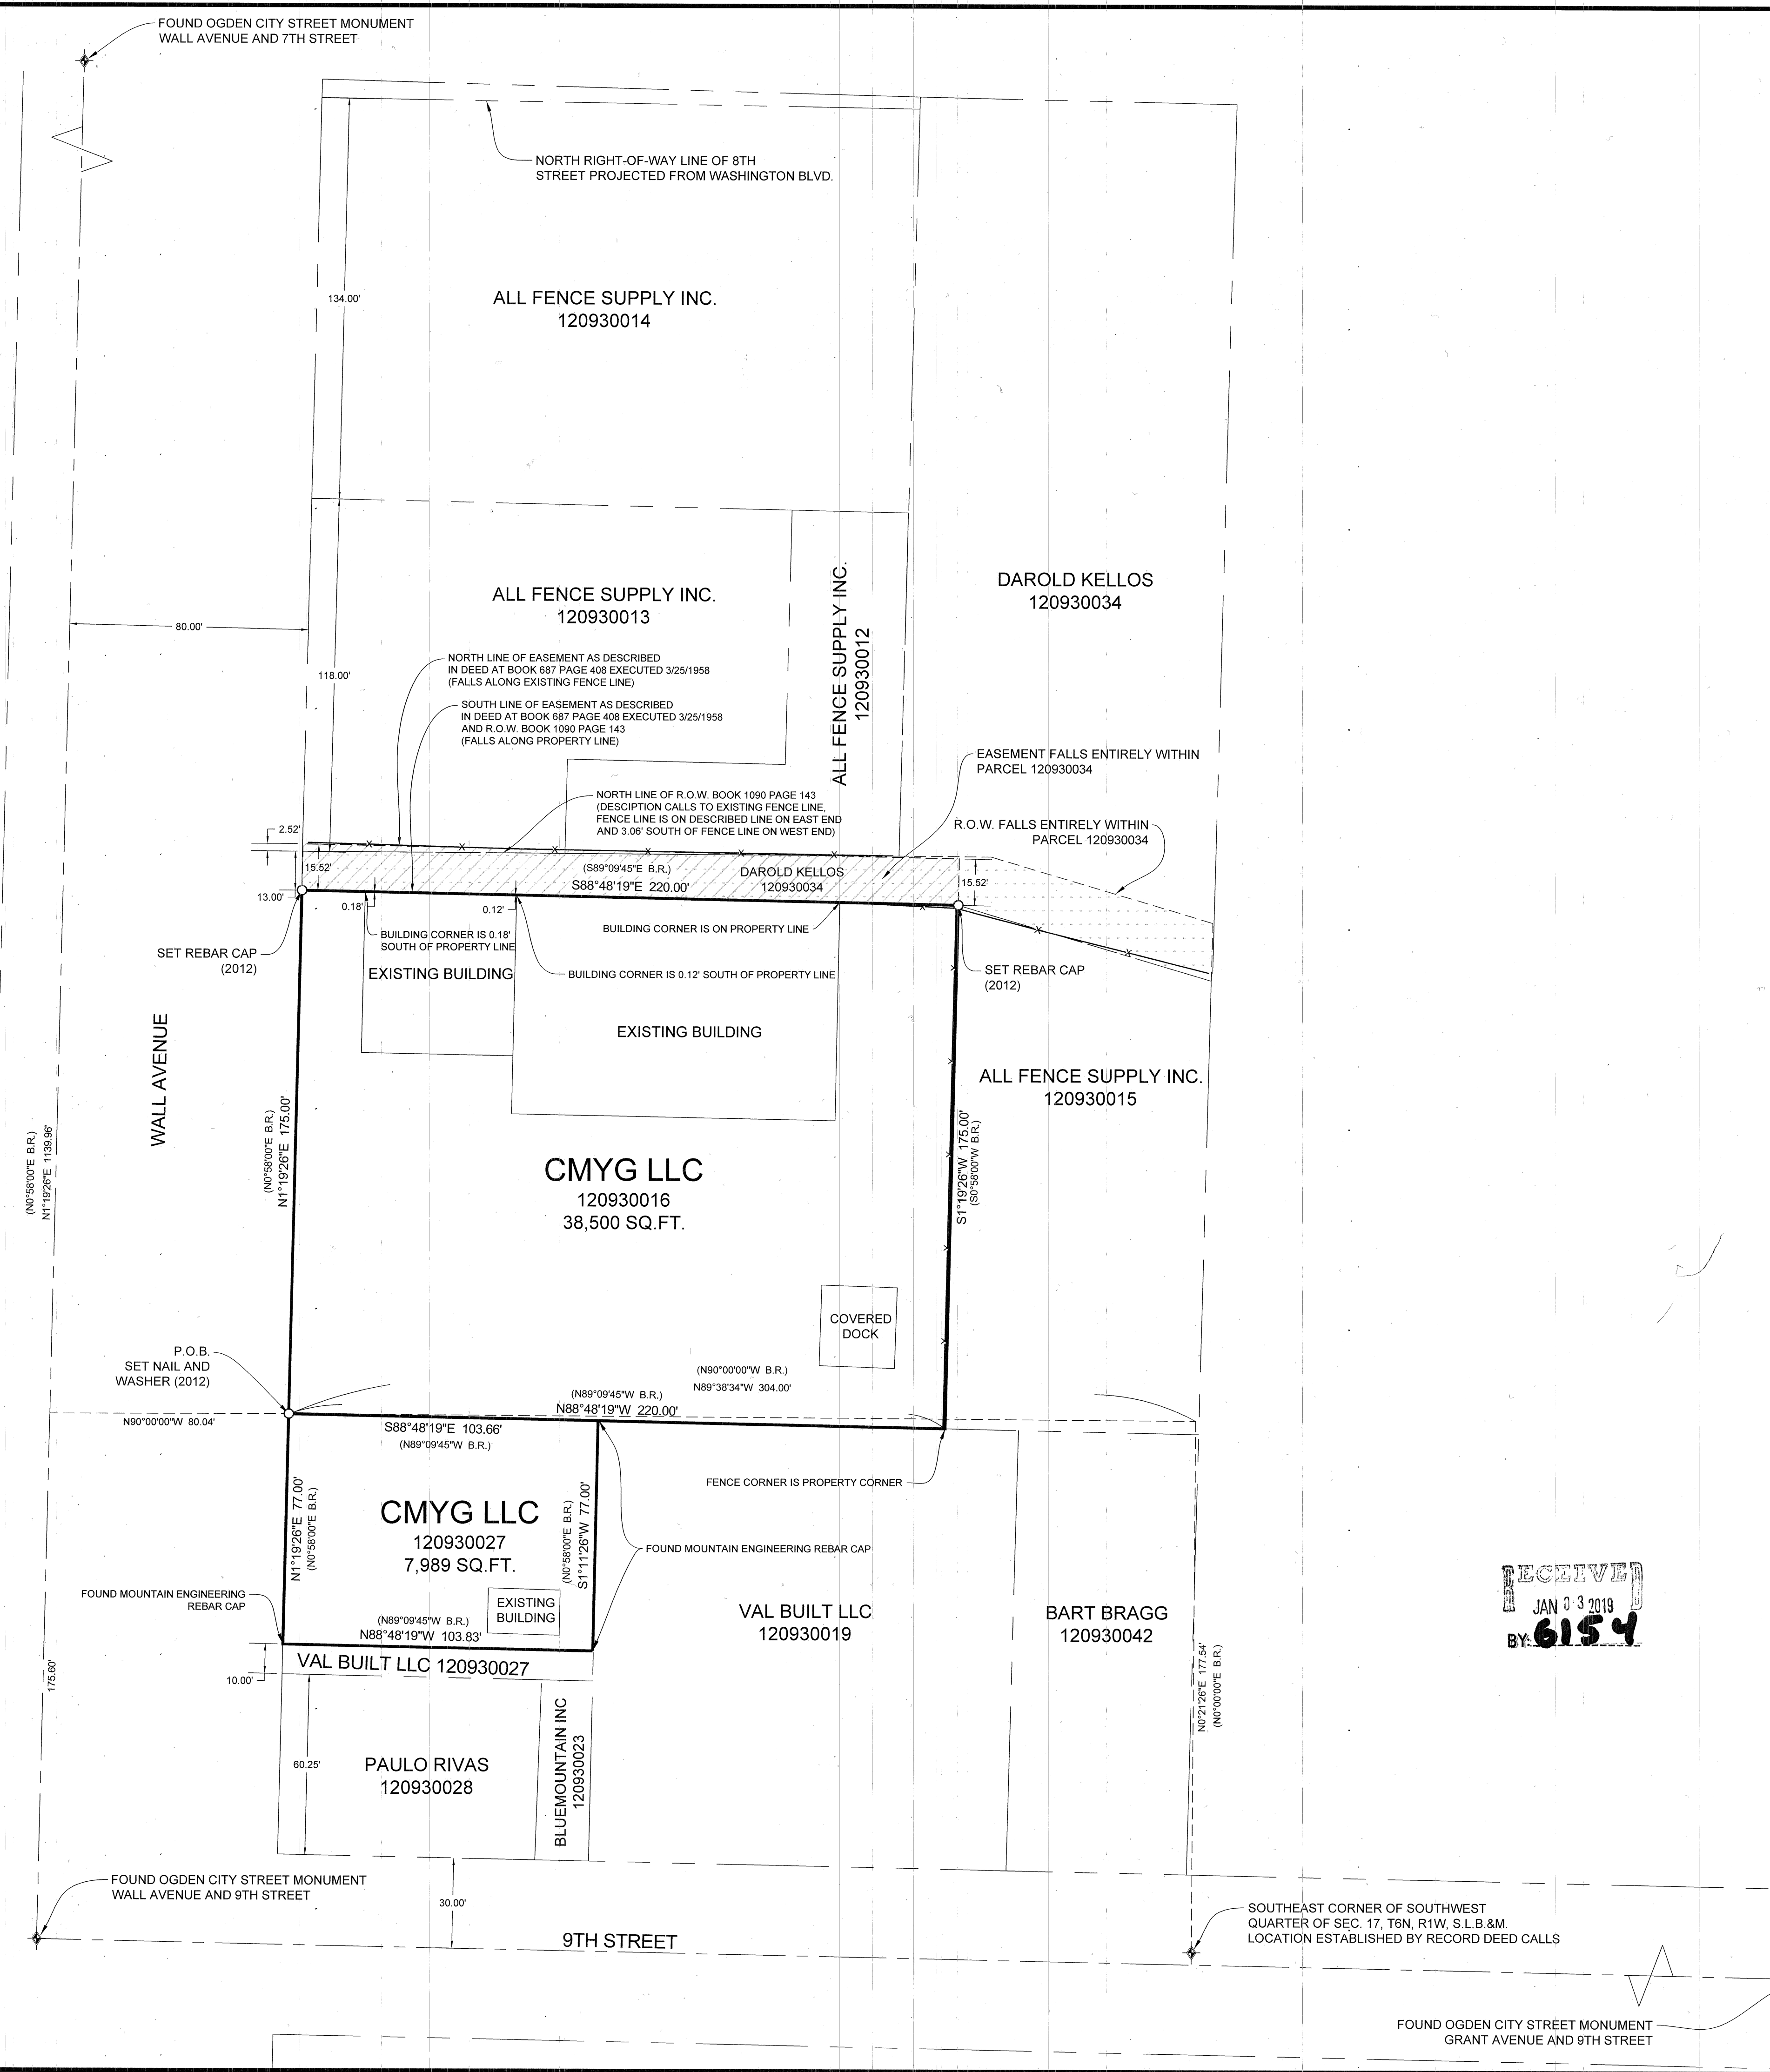 FOUND OGDEN CITY STREET MONUMENT
WALL AVENUE AND 7TH STREET
NORTH RIGHT-OF-WAY LINE OF 8TH
STREET PROJECTED FROM WASHINGTON BLVD.
134.00'
ALL FENCE SUPPLY INC.
120930014
ALL FENCE SUPPLY INC.
120930013
ALL FENCE SUPPLY INC.
120930012
DAROLD KELLOS
120930034
80.00'
118.00'
NORTH LINE OF EASEMENT AS DESCRIBED
IN DEED AT BOOK 687 PAGE 408 EXECUTED 3/25/1958
(FALLS ALONG EXISTING FENCE LINE)
SOUTH LINE OF EASEMENT AS DESCRIBED
IN DEED AT BOOK 687 PAGE 408 EXECUTED 3/25/1958
AND R.O.W. BOOK 1090 PAGE 143
(FALLS ALONG PROPERTY LINE)
EASEMENT FALLS ENTIRELY WITHIN
PARCEL 120930034
NORTH LINE OF R.O.W. BOOK 1090 PAGE 143
(DESCIPTION CALLS TO EXISTING FENCE LINE,
FENCE LINE IS ON DESCRIBED LINE ON EAST END
AND 3.06' SOUTH OF FENCE LINE ON WEST END)
R.O.W. FALLS ENTIRELY WITHIN
PARCEL 120930034
2.52'
15.52'
13.00'
(S89°09'45"E B.R.)
S88°48'19"E 220.00'
DAROLD KELLOS
120930034
15.52'
0.18'
0.12'
BUILDING CORNER IS 0.18'
SOUTH OF PROPERTY LINE
BUILDING CORNER IS ON PROPERTY LINE
SET REBAR CAP
(2012)
EXISTING BUILDING
BUILDING CORNER IS 0.12' SOUTH OF PROPERTY LINE
SET REBAR CAP
(2012)
EXISTING BUILDING
WALL AVENUE
ALL FENCE SUPPLY INC.
120930015
(N0°58'00"E B.R.)
N1°19'26"E 1139.96'
(N0°58'00"E B.R.)
N1°19'26"E 175.00'
CMYG LLC
120930016
38,500 SQ.FT.
S1°19'26"W 175.00'
(S0°58'00"W B.R.)
COVERED
DOCK
P.O.B.
SET NAIL AND
WASHER (2012)
(N90°00'00"W B.R.)
N89°38'34"W 304.00'
(N89°09'45"W B.R.)
N88°48'19"W 220.00'
N90°00'00"W 80.04'
S88°48'19"E 103.66'
(N89°09'45"W B.R.)
FENCE CORNER IS PROPERTY CORNER
N1°19'26"E 77.00'
(N0°58'00"E B.R.)
CMYG LLC
120930027
7,989 SQ.FT.
(N0°58'00"E B.R.)
S1°11'26"W 77.00'
FOUND MOUNTAIN ENGINEERING REBAR CAP
FOUND MOUNTAIN ENGINEERING
REBAR CAP
EXISTING
BUILDING
(N89°09'45"W B.R.)
N88°48'19"W 103.83'
VAL BUILT LLC
120930019
BART BRAGG
120930042
RECEIVED
JAN 03 2019
BY: 6154
VAL BUILT LLC 120930027
10.00'
175.60'
N0°21'26"E 177.54'
(N0°00'00"E B.R.)
60.25'
PAULO RIVAS
120930028
BLUEMOUNTAIN INC
120930023
FOUND OGDEN CITY STREET MONUMENT
WALL AVENUE AND 9TH STREET
30.00'
9TH STREET
SOUTHEAST CORNER OF SOUTHWEST
QUARTER OF SEC. 17, T6N, R1W, S.L.B.&M.
LOCATION ESTABLISHED BY RECORD DEED CALLS
FOUND OGDEN CITY STREET MONUMENT
GRANT AVENUE AND 9TH STREET